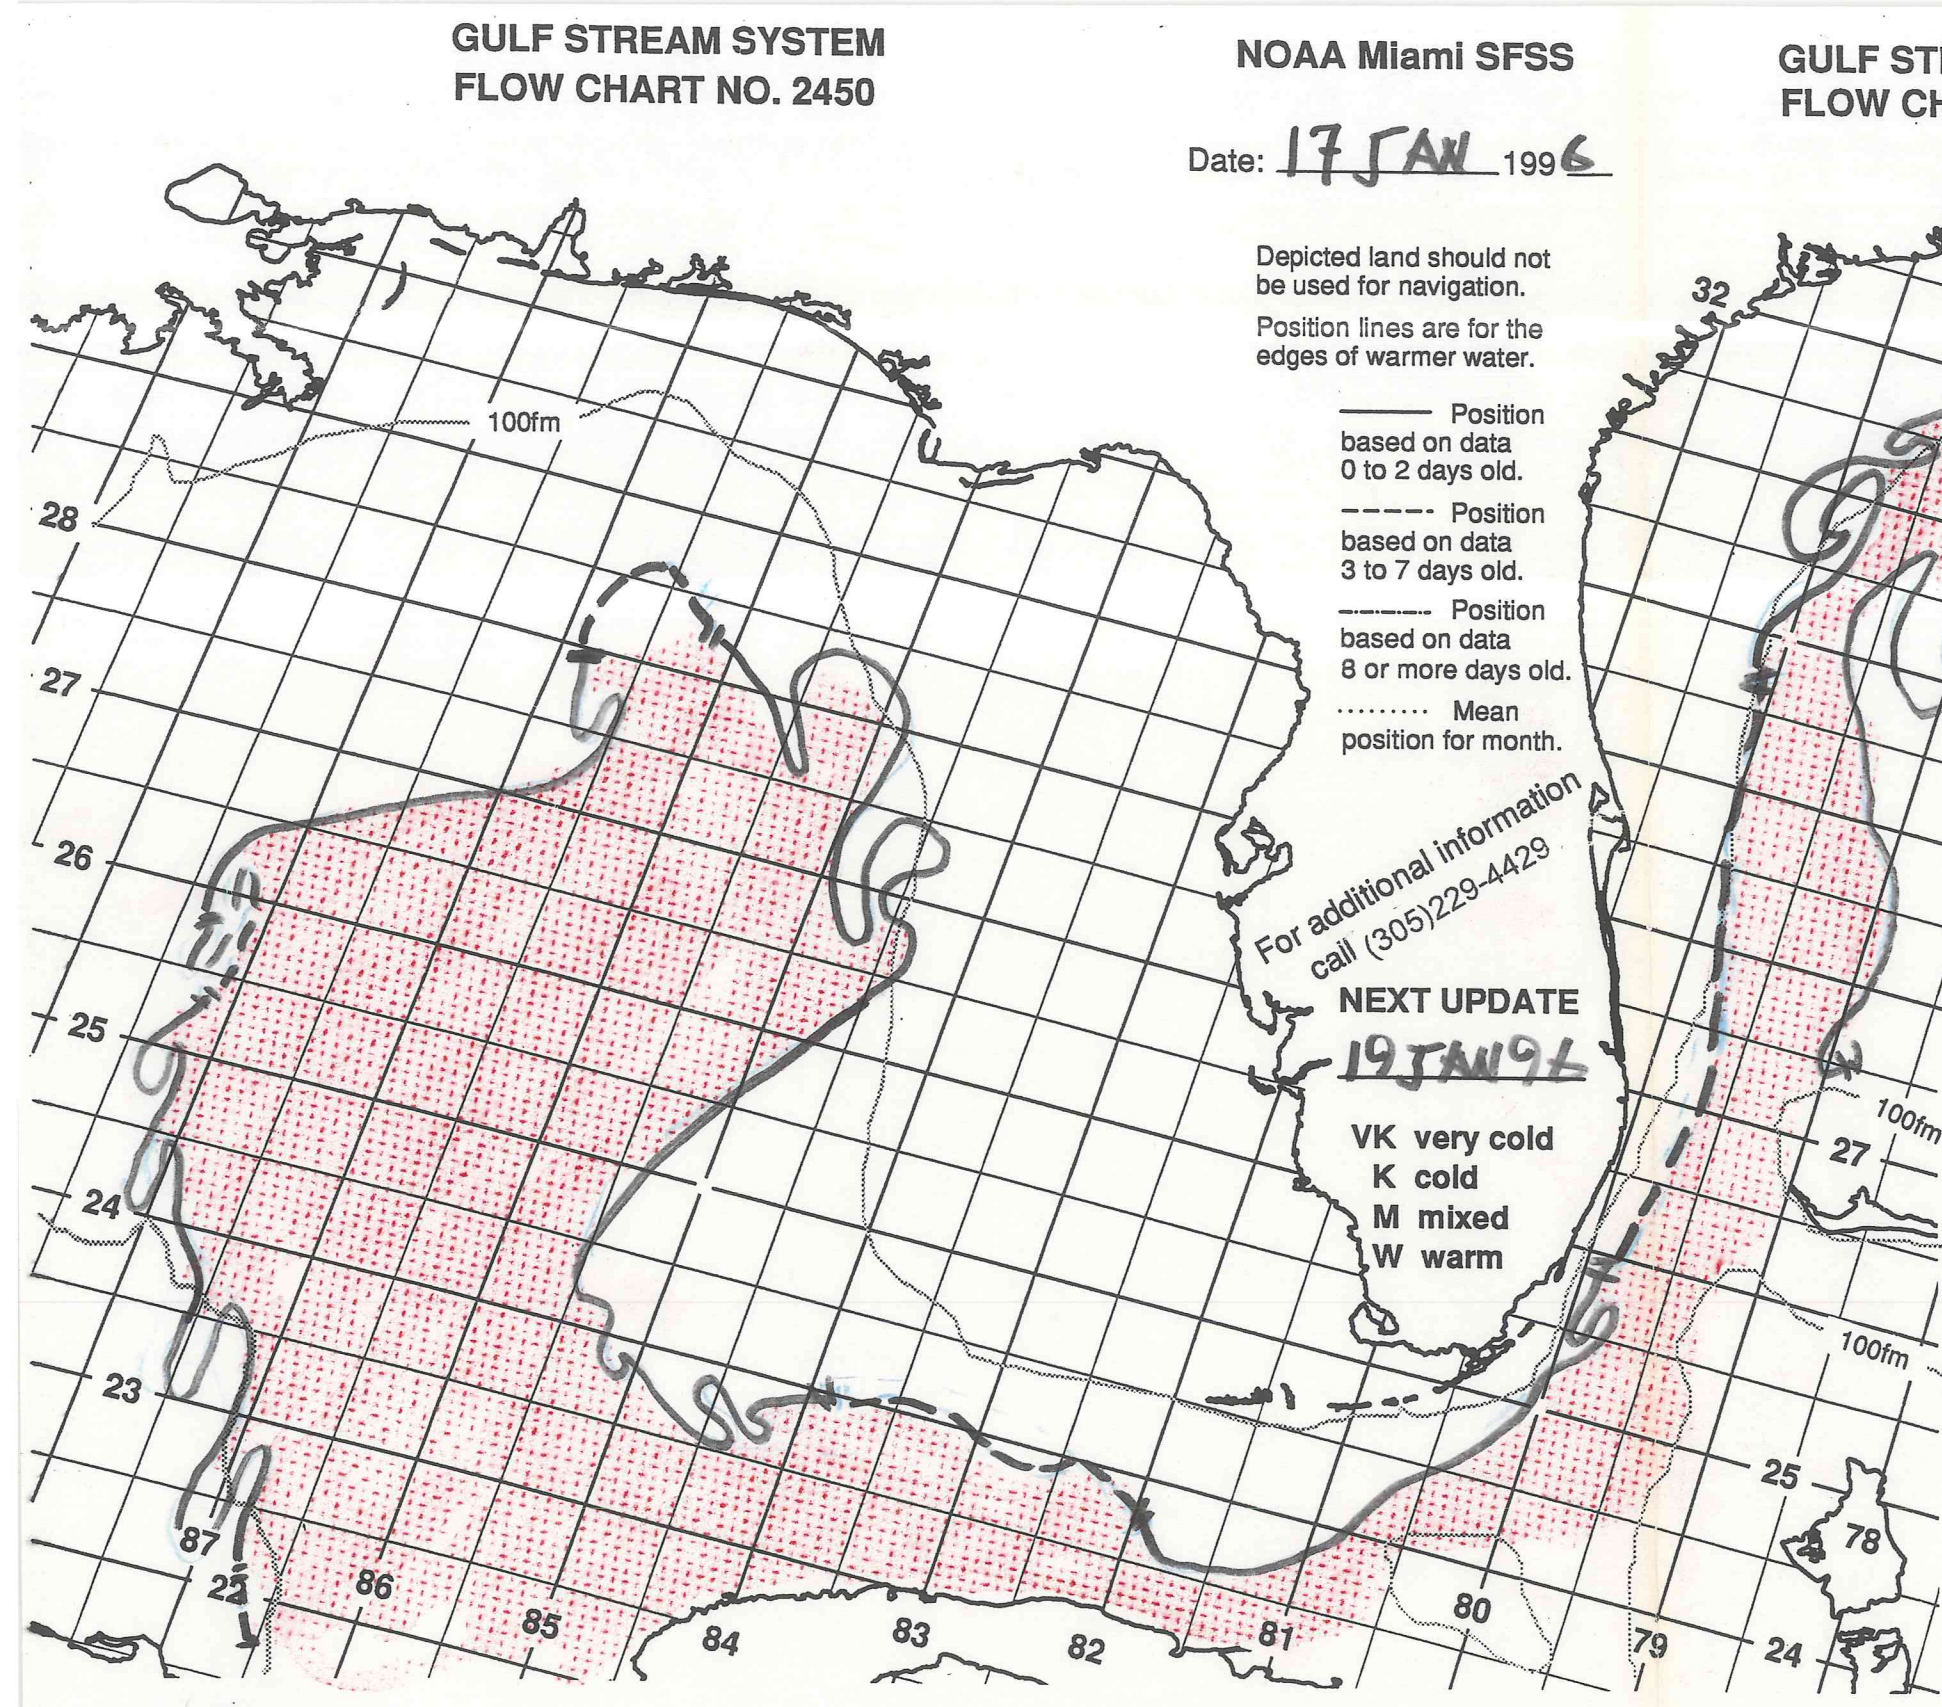 GULF STREAM SYSTEM
FLOW CHART NO. 2450
NOAA Miami SFSS
Date: 17 JAN 1996
GULF ST
FLOW CH
Depicted land should not
be used for navigation.
Position lines are for the
edges of warmer water.
Position
based on data
0 to 2 days old.
Position
based on data
3 to 7 days old.
Position
based on data
8 or more days old.
Mean
position for month.
For additional information
call (305)229-4429
NEXT UPDATE
19 JAN 96
VK very cold
K cold
M mixed
W warm
32
100fm
28
27
26
25
24
23
87
22
86
85
84
83
82
81
80
79
100fm
27
100fm
25
78
24